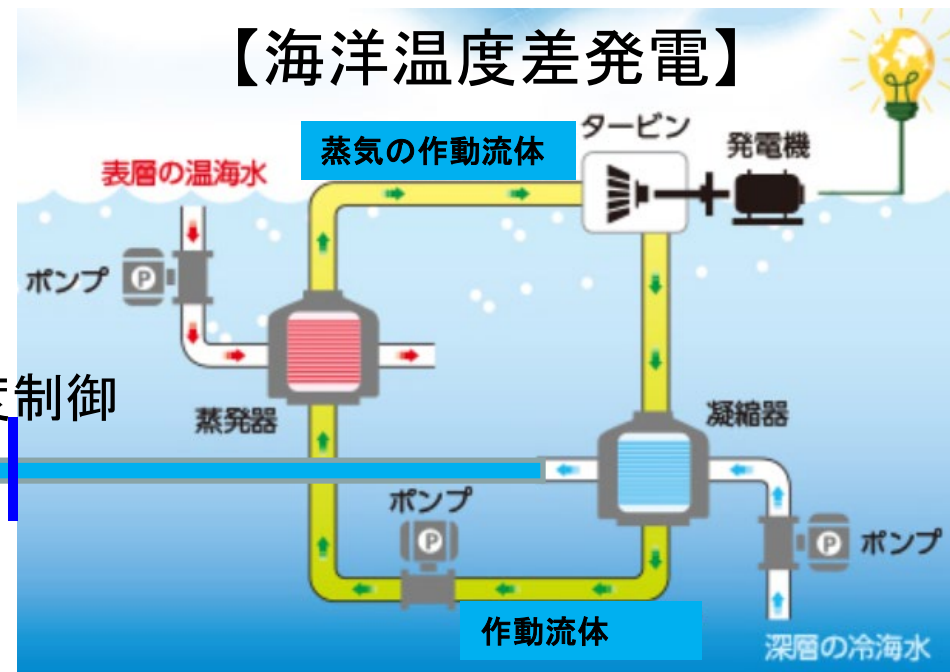 【海洋温度差発電】
蒸気の作動流体
タービン
発電機
表層の温海水
ポンプ
P
度制御
蒸発器
凝縮器
ポンプ
P
ポンプ
P
作動流体
深層の冷海水